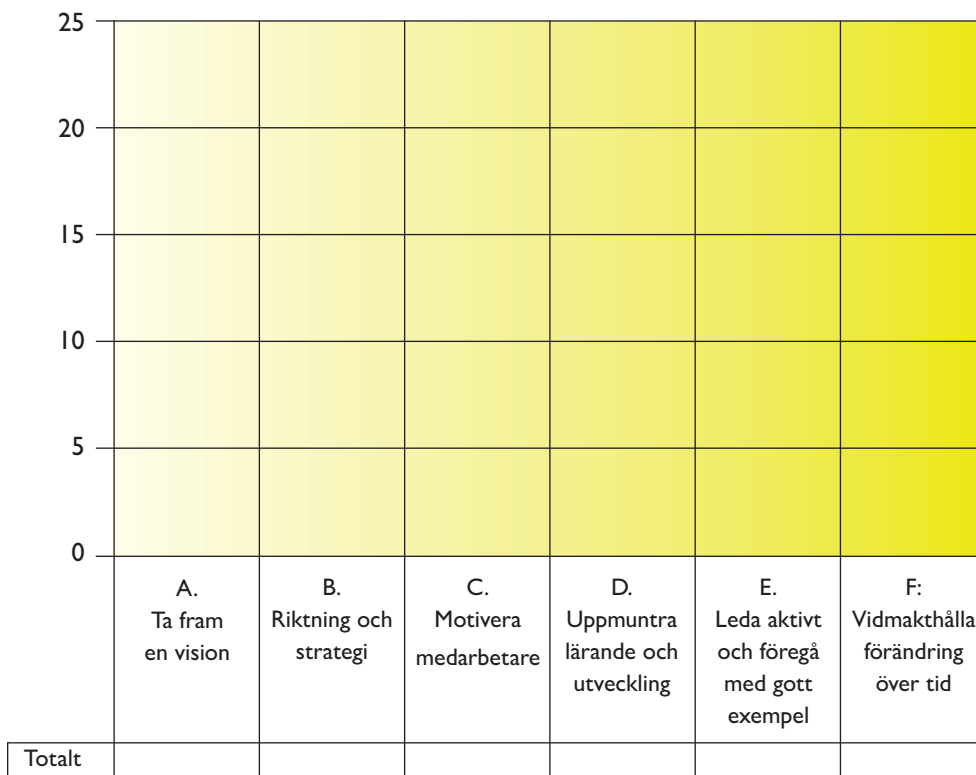 25
20
15
10
5
0
A.
Ta fram
en vision
B.
Riktning och
strategi
C.
Motivera
medarbetare
D.
Uppmuntra
lärande och
utveckling
E.
Leda aktivt
och föregå
med gott
exempel
F:
Vidmakthålla
förändring
över tid
Totalt